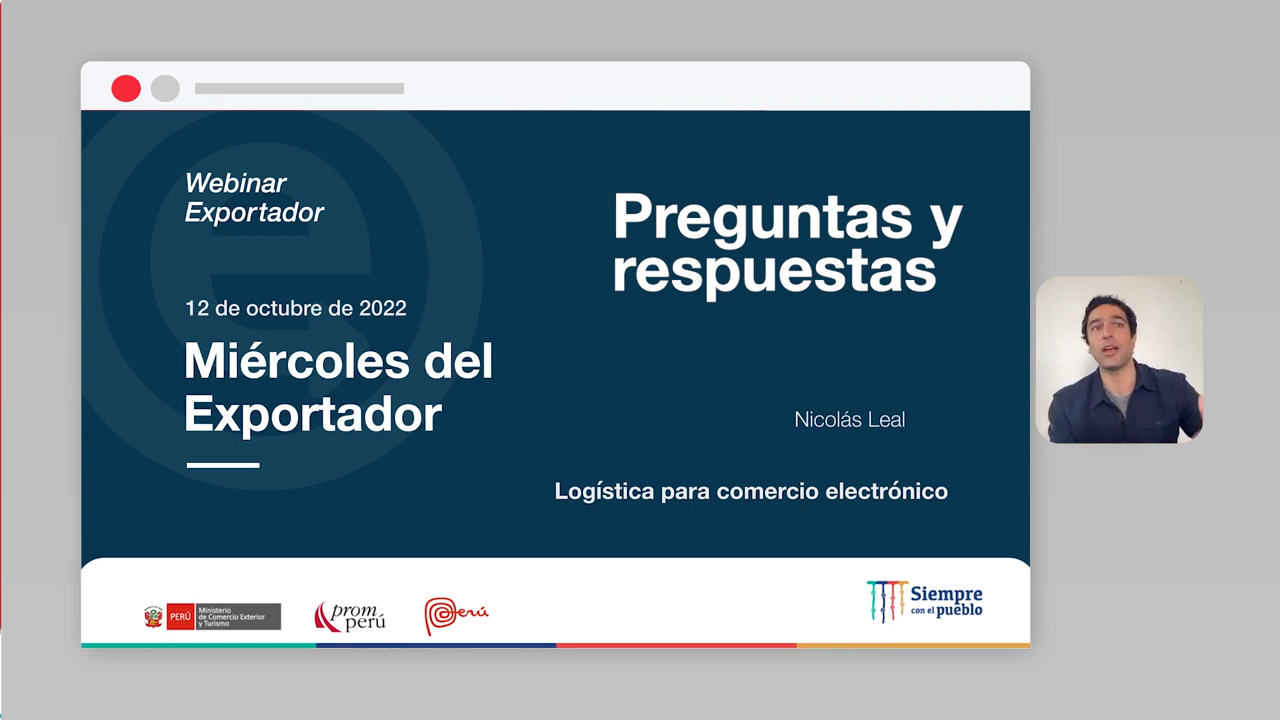 Webinar
Exportador
12 de octubre de 2022
Miércoles del
Exportador
Preguntas y
respuestas
Nicolás Leal
Logística para comercio electrónico
PERÚ
Ministerio
de Comercio Exterior
y Turismo
prom
perú
Perú
Siempre
con el pueblo